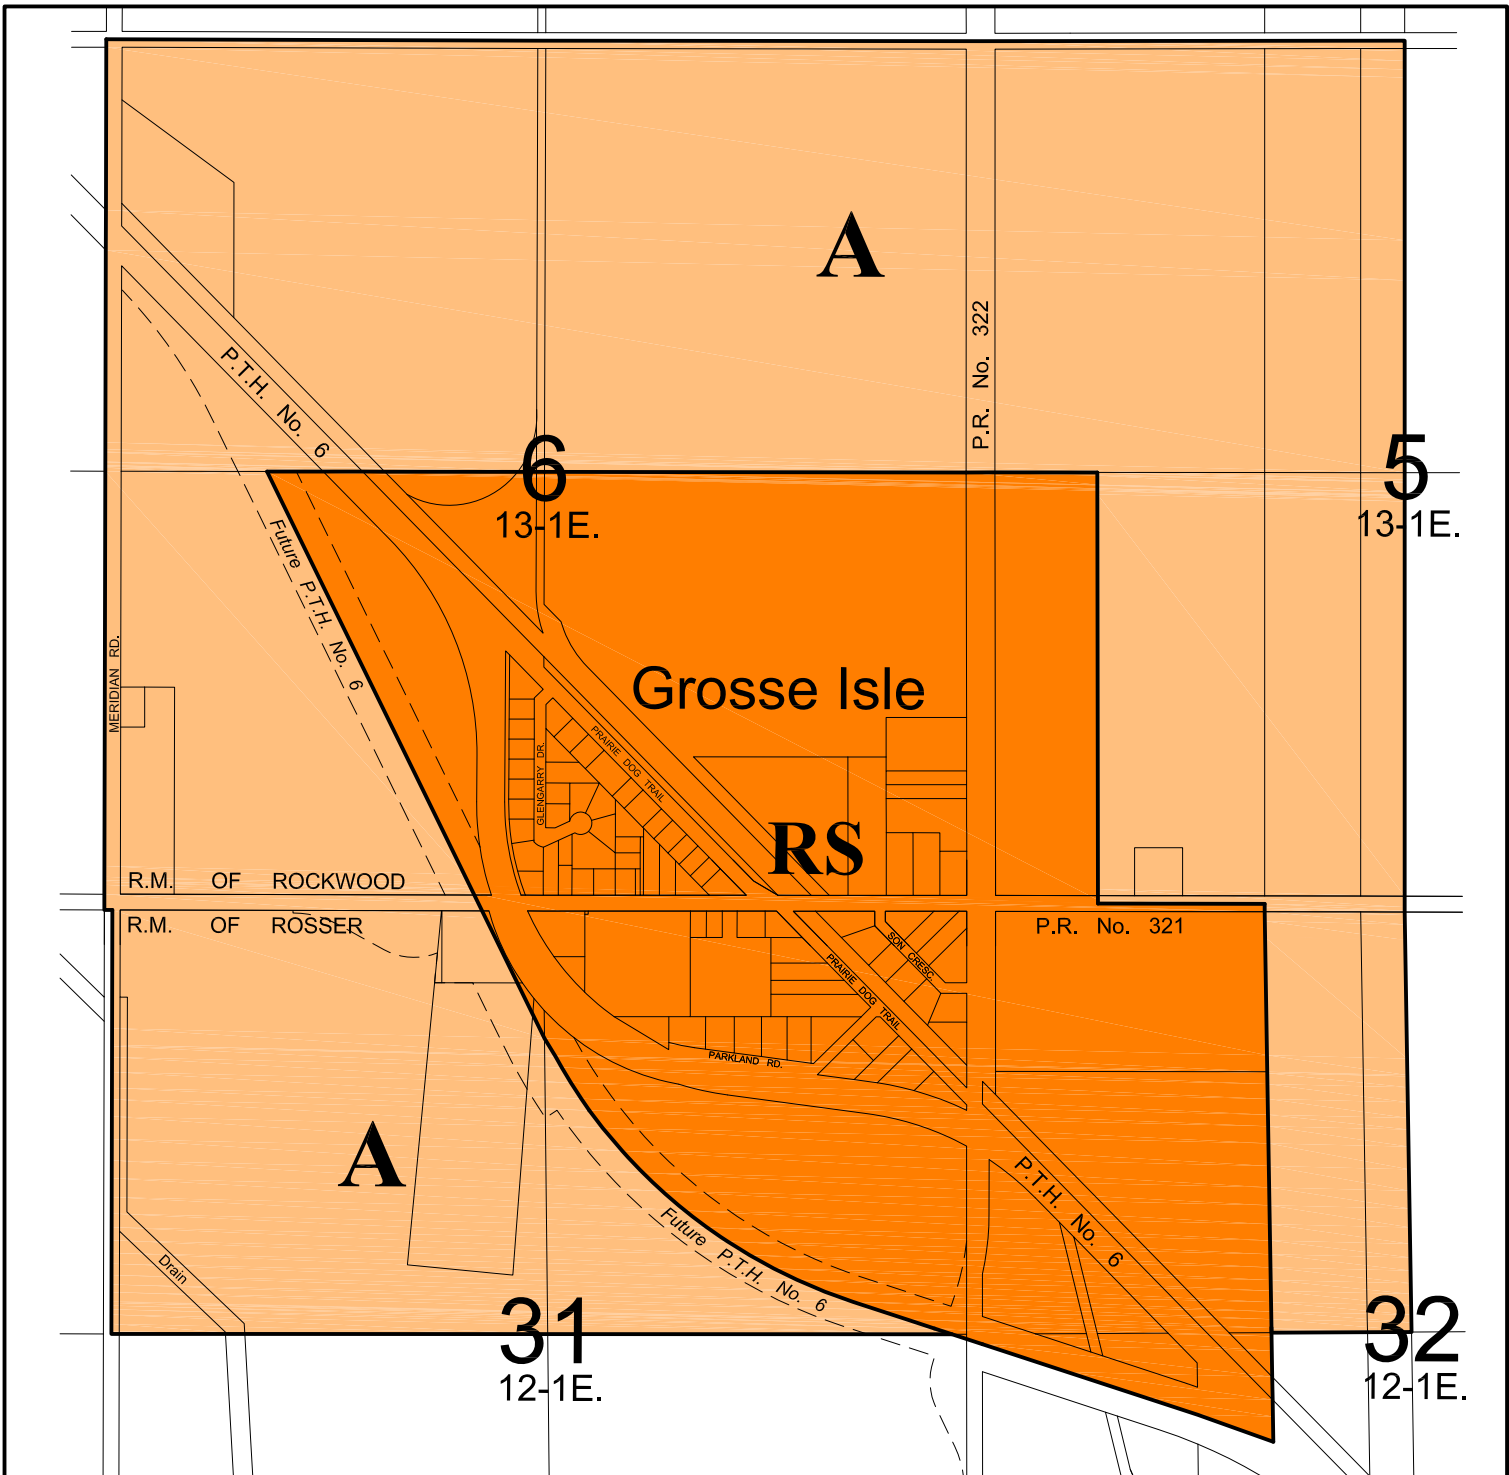 A
P.R. No. 322
P.T.H. No. 6
6
13-1E.
5
13-1E.
Future P.T.H. No. 6
MERIDIAN RD.
Grosse Isle
PRAIRIE DOG TRAIL
GLENGARRY DR.
RS
R.M. OF ROCKWOOD
R.M. OF ROSSER
P.R. No. 321
SON CRESC.
PRAIRIE DOG TRAIL
PARKLAND RD.
A
P.T.H. No. 6
Future P.T.H. No. 6
Drain
31
12-1E.
32
12-1E.